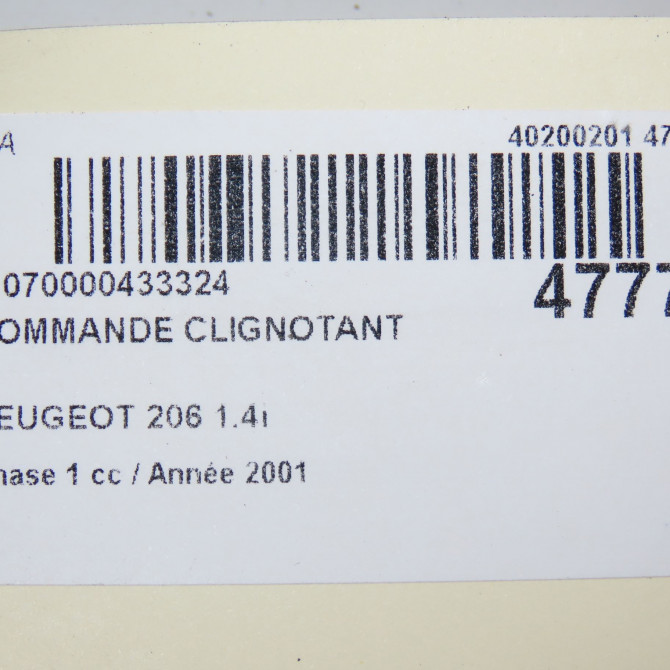 A 40200201 47
070000433324 4777
OMMANDE CLIGNOTANT
EUGEOT 206 1.4i
hase 1 cc / Année 2001